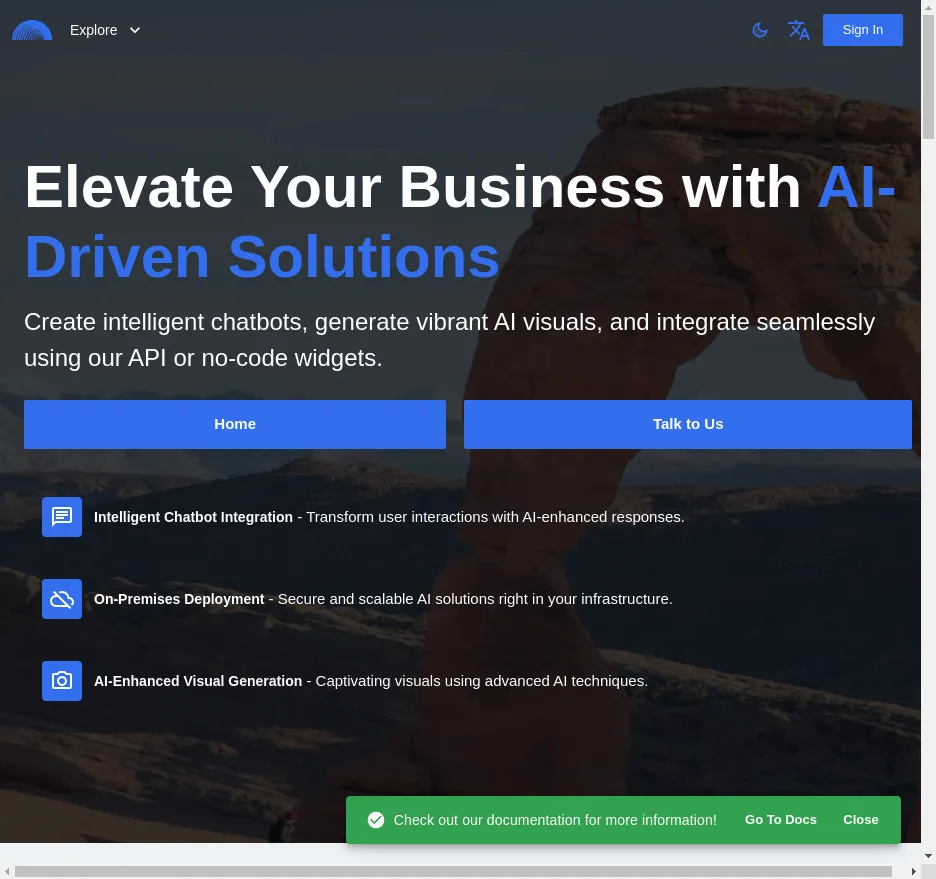 Explore
Sign In
Elevate Your Business with AI-
Driven Solutions
Create intelligent chatbots, generate vibrant AI visuals, and integrate seamlessly
using our API or no-code widgets.
Home
Talk to Us
Intelligent Chatbot Integration - Transform user interactions with AI-enhanced responses.
On-Premises Deployment - Secure and scalable AI solutions right in your infrastructure.
AI-Enhanced Visual Generation - Captivating visuals using advanced AI techniques.
Check out our documentation for more information! Go To Docs Close